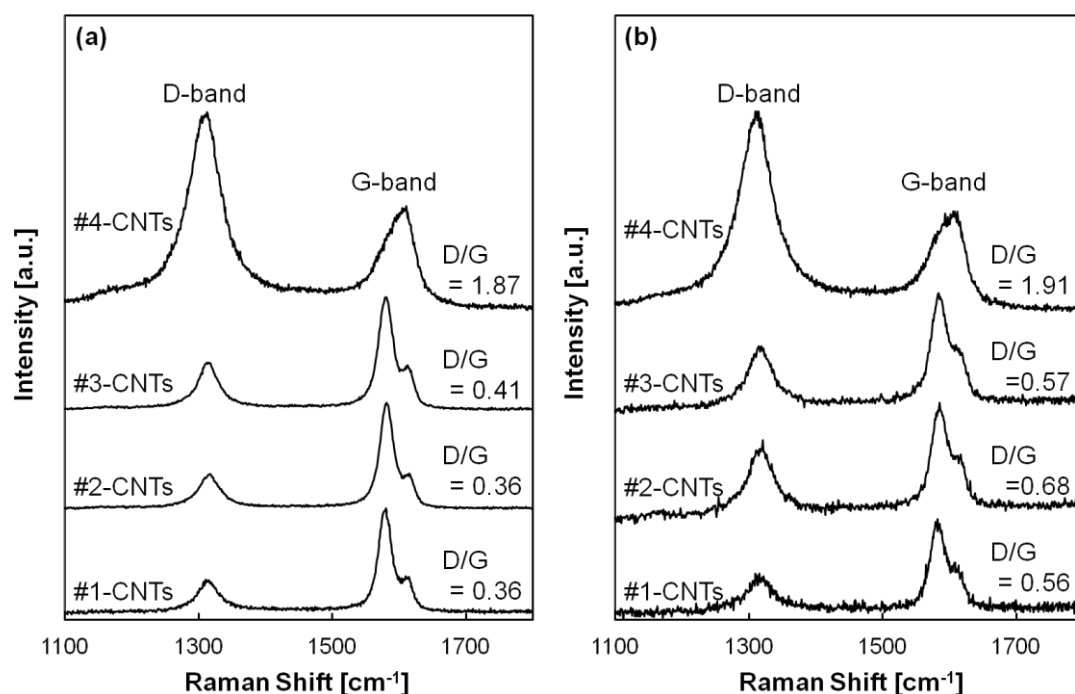 (a)
D-band
G-band
#4-CNTs
D/G
= 1.87
#3-CNTs
D/G
= 0.41
#2-CNTs
D/G
= 0.36
#1-CNTs
D/G
= 0.36
1100 1300 1500 1700
Raman Shift [cm⁻¹]
Intensity [a.u.]
(b)
D-band
G-band
#4-CNTs
D/G
= 1.91
#3-CNTs
D/G
=0.57
#2-CNTs
D/G
=0.68
#1-CNTs
D/G
= 0.56
1100 1300 1500 1700
Raman Shift [cm⁻¹]
Intensity [a.u.]